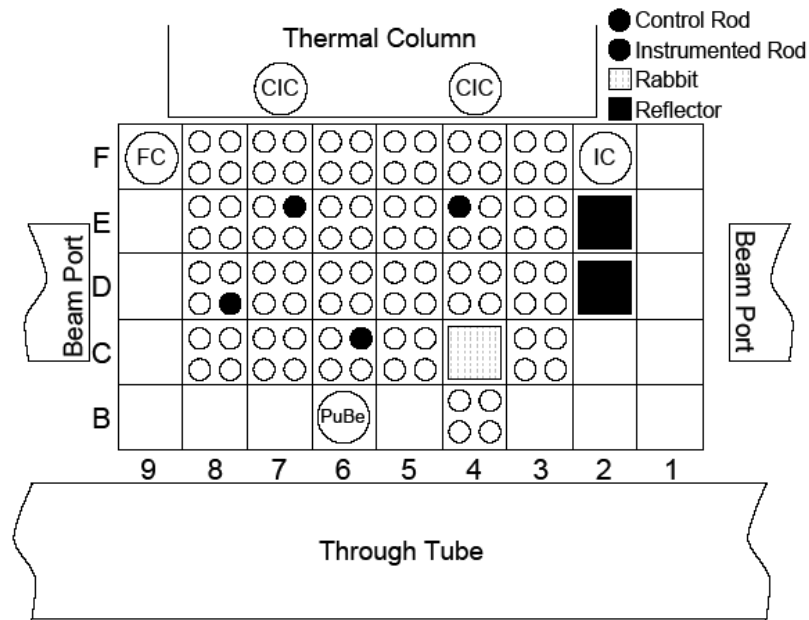 Thermal Column
Control Rod
Instrumented Rod
Rabbit
Reflector
CIC
CIC
F
FC
IC
E
D
C
B
PuBe
Beam Port
Beam Port
9 8 7 6 5 4 3 2 1
Through Tube